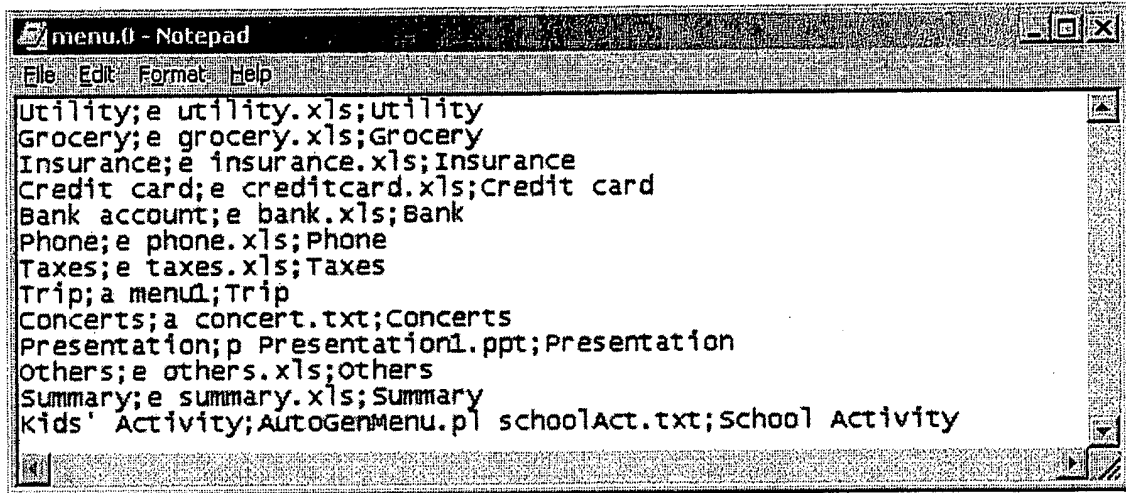 menu.0 - Notepad
File Edit Format Help
Utility;e utility.xls;Utility
Grocery;e grocery.xls;Grocery
Insurance;e insurance.xls;Insurance
Credit card;e creditcard.xls;Credit card
Bank account;e bank.xls;Bank
Phone;e phone.xls;Phone
Taxes;e taxes.xls;Taxes
Trip;a menu1;Trip
Concerts;a concert.txt;Concerts
Presentation;p Presentation1.ppt;Presentation
Others;e others.xls;Others
Summary;e summary.xls;Summary
Kids' Activity;AutoGenMenu.pl schoolAct.txt;School Activity